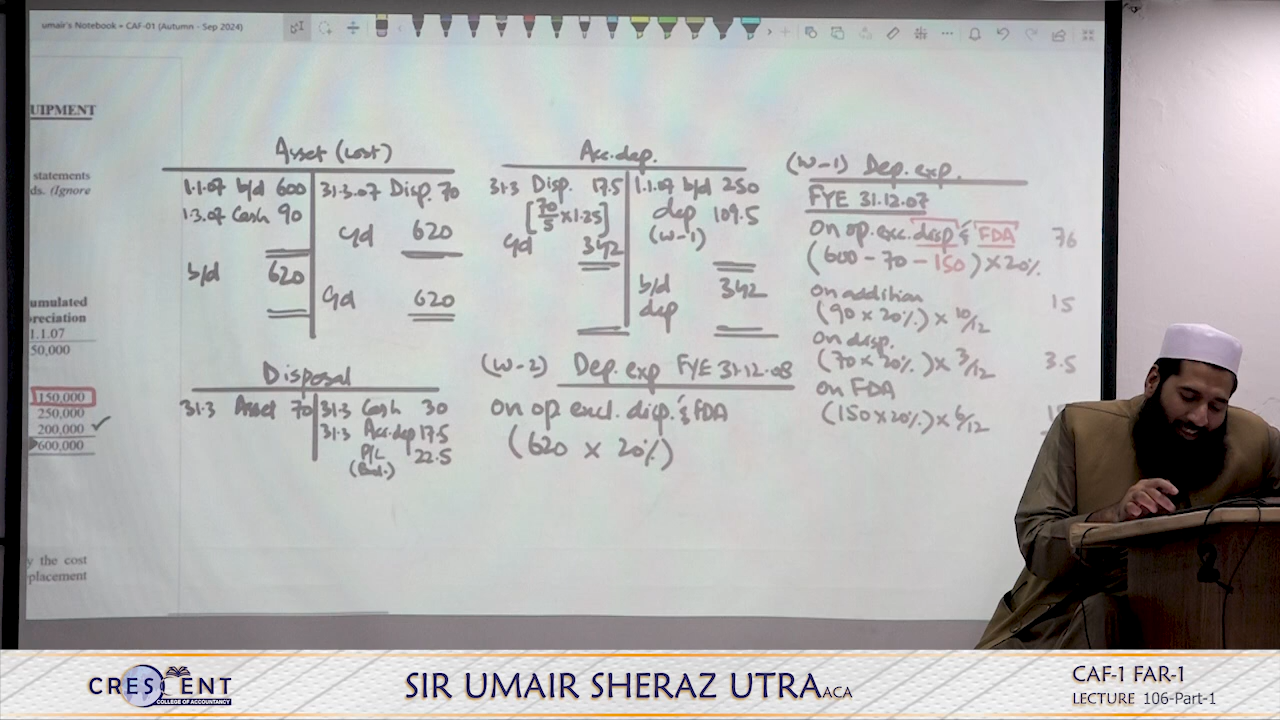 umair's Notebook • CAF-01 (Autumn - Sep 2024)
UIPMENT
statements
ds. (Ignore
umulated
reciation
1.1.07
50,000
150,000
250,000
200,000 ✓
600,000
y the cost
placement
Asset (Cost)
1.1.07 b/d 600 31.3.07 Disp. 70
1.3.07 Cash 90
c/d 620
b/d 620
c/d 620
Acc. dep.
31.3 Disp. 17.5 1.1.07 b/d 250
[70/5 x 1.25] dep 109.5
(W-1)
c/d 342
b/d 342
dep
(W-1) Dep. exp.
FYE 31.12.07
On op. exc. disp & FDA 76
(600 - 70 - 150) x 20%
on addition 15
(90 x 20%) x 10/12
on disp.
(70 x 20%) x 3/12 3.5
on FDA
(150 x 20%) x 6/12
Disposal
31.3 Asset 70 31.3 Cash 30
31.3 Acc. dep 17.5
P/L 22.5
(Bal.)
(W-2) Dep. exp FYE 31.12.08
On op excl. disp. & FDA
(620 x 20%)
CRESCENT
COLLEGE OF ACCOUNTANCY
SIR UMAIR SHERAZ UTRA ACA
CAF-1 FAR-1
LECTURE 106-Part-1